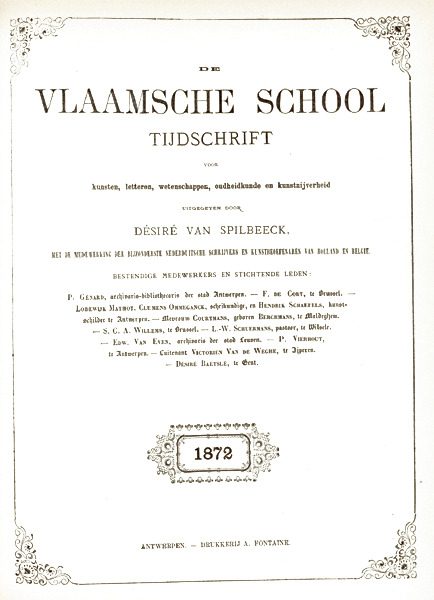 DE
VLAAMSCHE SCHOOL
TIJDSCHRIFT
VOOR
kunsten, letteren, wetenschappen, oudheidkunde en kunstnijverheid
UITGEGEVEN DOOR
DÉSIRÉ VAN SPILBEECK,
MET DE MEDEWERKING DER BIJZONDERSTE NEDERDUITSCHE SCHRIJVERS EN KUNSTBEOEFENAREN VAN HOLLAND EN BELGIE.
BESTENDIGE MEDEWERKERS EN STICHTENDE LEDEN:
P. Génard, archivaris-bibliothecaris der stad Antwerpen. — F. de Cort, te Brussel. —
Lodewijk Mathot, Clemens Ommeganck, scheikundige, en Hendrik Schaefels, kunst-
schilder te Antwerpen. — Mevrouw Courtmans, geboren Berchmans, te Maldeghem.
— S. C. A. Willems, te Brussel. — L.-W. Schuermans, pastoor, te Wilsele.
— Edw. Van Even, archivaris der stad Leuven. — P. Vierhout,
te Antwerpen. — Luitenant Victorien Van de Weghe, te Ijperen.
— Désiré Baetslé, te Gent.
1872
ANTWERPEN. — DRUKKERIJ A. FONTAINE.